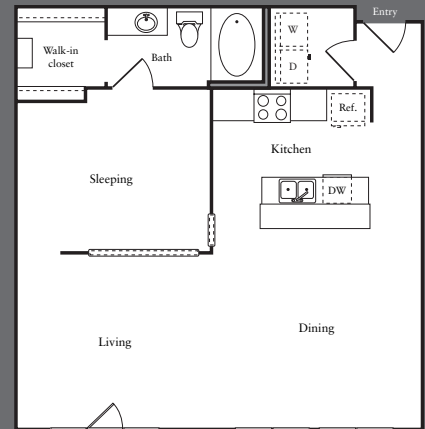 Entry
W
Walk-in
closet
Bath
D
Ref.
Kitchen
Sleeping
DW
Dining
Living